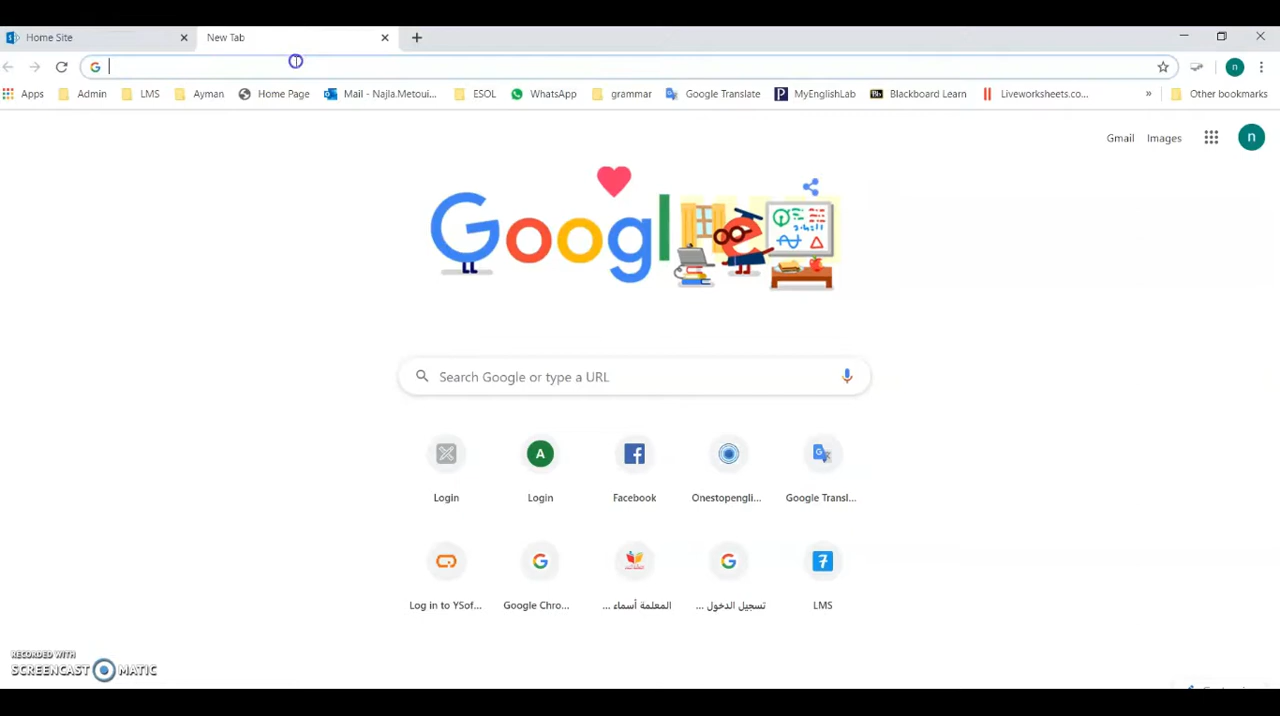 Home Site
New Tab
Apps Admin LMS Ayman Home Page Mail - Najla.Metoui... ESOL WhatsApp grammar Google Translate MyEnglishLab Blackboard Learn Liveworksheets.co... » Other bookmarks
Gmail Images n
Google
Search Google or type a URL
Login Login Facebook Onestopengli... Google Transl...
Log in to YSof... Google Chro... المعلمة أسماء ... تسجيل الدخول ... LMS
RECORDED WITH
SCREENCAST MATIC